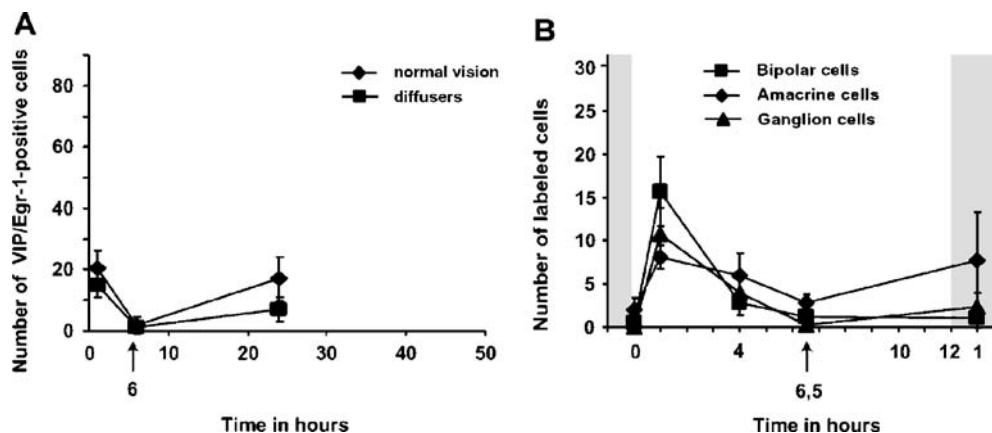 A
Number of VIP/Egr-1-positive cells
80
60
40
20
0
normal vision
diffusers
0 10 20 30 40 50
6
Time in hours
B
Number of labeled cells
30
25
20
15
10
5
0
Bipolar cells
Amacrine cells
Ganglion cells
0 4 10 12 1
6,5
Time in hours